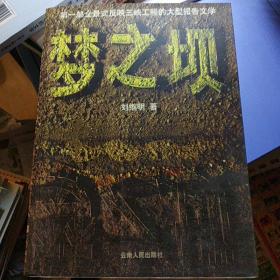 第一部全景式反映三峡工程的大型报告文学
梦之坝
刘继明 著
云南人民出版社